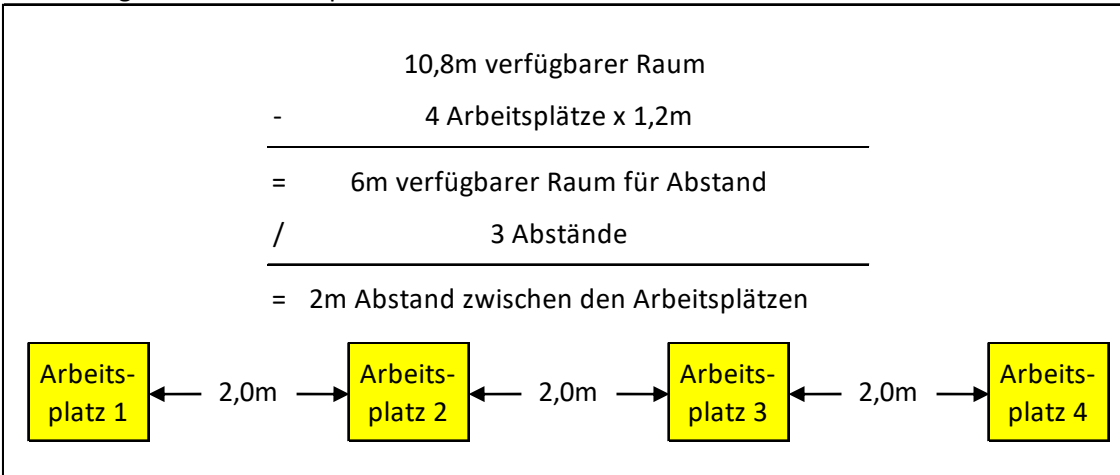 10,8m verfügbarer Raum
- 4 Arbeitsplätze x 1,2m
= 6m verfügbarer Raum für Abstand
/ 3 Abstände
= 2m Abstand zwischen den Arbeitsplätzen
Arbeits-
platz 1
2,0m
Arbeits-
platz 2
2,0m
Arbeits-
platz 3
2,0m
Arbeits-
platz 4